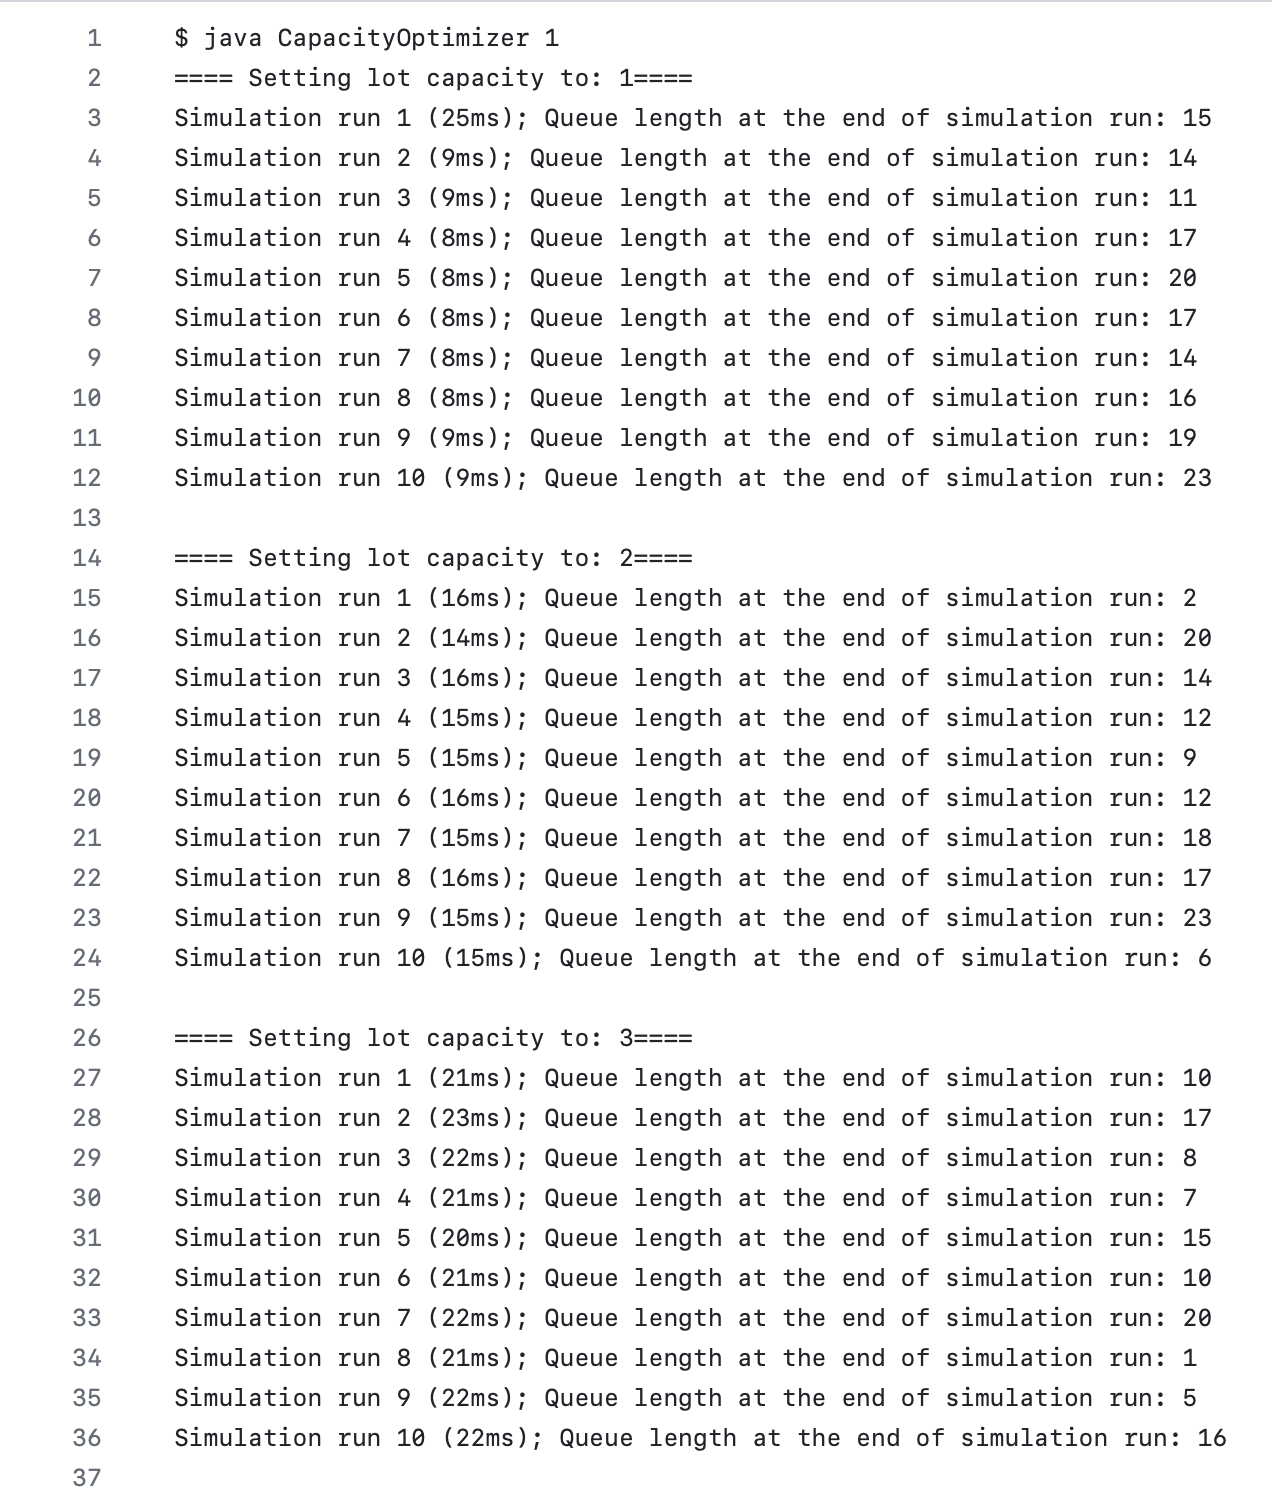 1 $ java CapacityOptimizer 1
2 ==== Setting lot capacity to: 1====
3 Simulation run 1 (25ms); Queue length at the end of simulation run: 15
4 Simulation run 2 (9ms); Queue length at the end of simulation run: 14
5 Simulation run 3 (9ms); Queue length at the end of simulation run: 11
6 Simulation run 4 (8ms); Queue length at the end of simulation run: 17
7 Simulation run 5 (8ms); Queue length at the end of simulation run: 20
8 Simulation run 6 (8ms); Queue length at the end of simulation run: 17
9 Simulation run 7 (8ms); Queue length at the end of simulation run: 14
10 Simulation run 8 (8ms); Queue length at the end of simulation run: 16
11 Simulation run 9 (9ms); Queue length at the end of simulation run: 19
12 Simulation run 10 (9ms); Queue length at the end of simulation run: 23
13
14 ==== Setting lot capacity to: 2====
15 Simulation run 1 (16ms); Queue length at the end of simulation run: 2
16 Simulation run 2 (14ms); Queue length at the end of simulation run: 20
17 Simulation run 3 (16ms); Queue length at the end of simulation run: 14
18 Simulation run 4 (15ms); Queue length at the end of simulation run: 12
19 Simulation run 5 (15ms); Queue length at the end of simulation run: 9
20 Simulation run 6 (16ms); Queue length at the end of simulation run: 12
21 Simulation run 7 (15ms); Queue length at the end of simulation run: 18
22 Simulation run 8 (16ms); Queue length at the end of simulation run: 17
23 Simulation run 9 (15ms); Queue length at the end of simulation run: 23
24 Simulation run 10 (15ms); Queue length at the end of simulation run: 6
25
26 ==== Setting lot capacity to: 3====
27 Simulation run 1 (21ms); Queue length at the end of simulation run: 10
28 Simulation run 2 (23ms); Queue length at the end of simulation run: 17
29 Simulation run 3 (22ms); Queue length at the end of simulation run: 8
30 Simulation run 4 (21ms); Queue length at the end of simulation run: 7
31 Simulation run 5 (20ms); Queue length at the end of simulation run: 15
32 Simulation run 6 (21ms); Queue length at the end of simulation run: 10
33 Simulation run 7 (22ms); Queue length at the end of simulation run: 20
34 Simulation run 8 (21ms); Queue length at the end of simulation run: 1
35 Simulation run 9 (22ms); Queue length at the end of simulation run: 5
36 Simulation run 10 (22ms); Queue length at the end of simulation run: 16
37